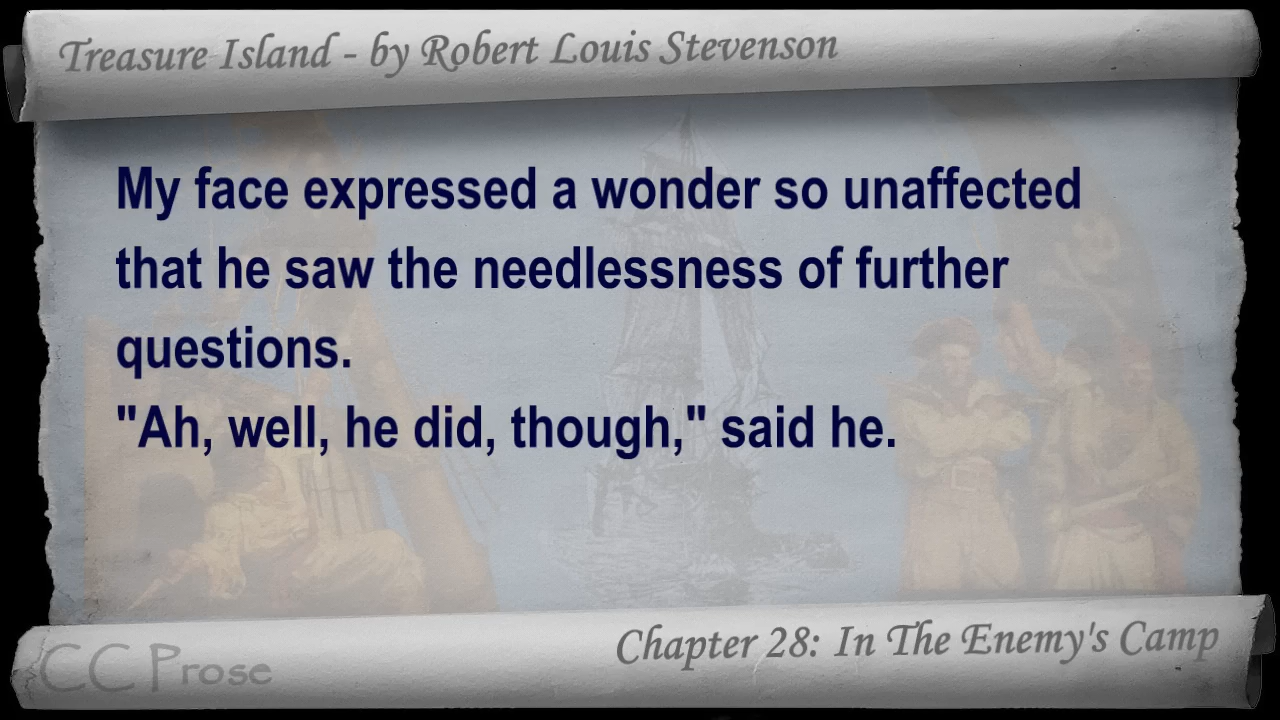 Treasure Island - by Robert Louis Stevenson
My face expressed a wonder so unaffected
that he saw the needlessness of further
questions.
"Ah, well, he did, though," said he.
Chapter 28: In The Enemy's Camp
CC Prose